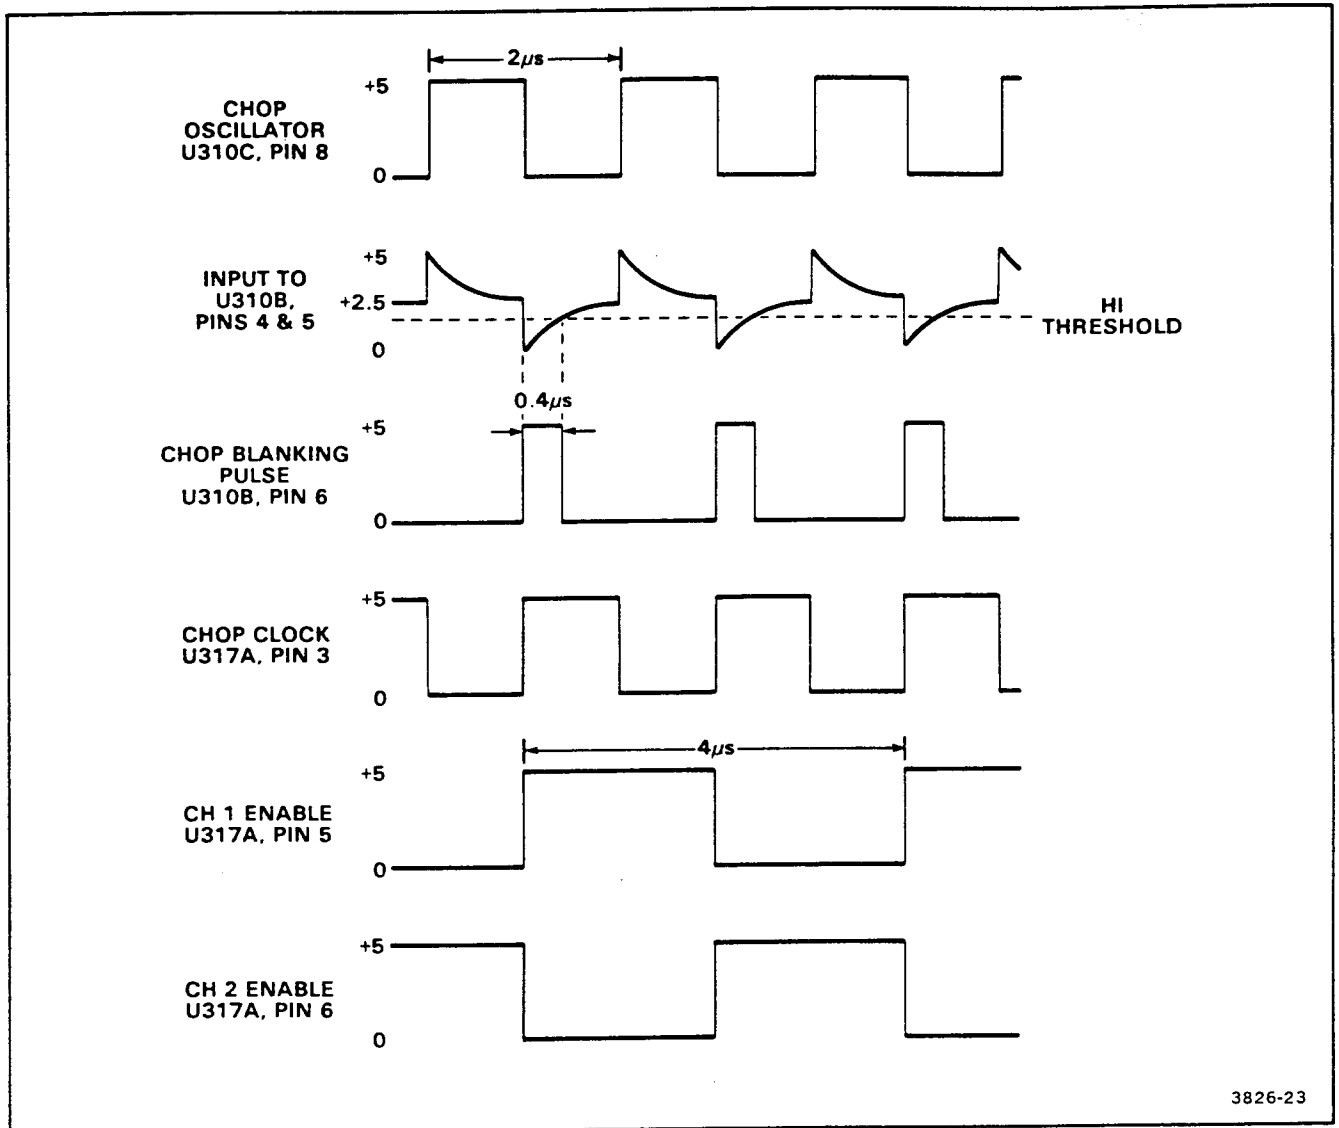 2μs
+5
CHOP
OSCILLATOR
U310C, PIN 8
0
+5
INPUT TO
U310B,
PINS 4 & 5
+2.5
HI
THRESHOLD
0
0.4μs
+5
CHOP BLANKING
PULSE
U310B, PIN 6
0
+5
CHOP CLOCK
U317A, PIN 3
0
4μs
+5
CH 1 ENABLE
U317A, PIN 5
0
+5
CH 2 ENABLE
U317A, PIN 6
0
3826-23